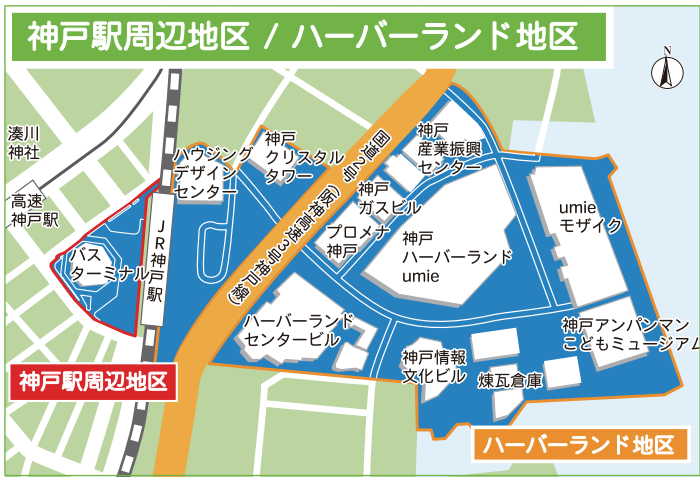 神戸駅周辺地区 / ハーバーランド地区
N
湊川
神社
ハウジング
デザイン
センター
神戸
クリスタル
タワー
国道2号 (阪神高速3号神戸線)
神戸
産業振興
センター
高速
神戸駅
JR神戸駅
神戸
ガスビル
umie
モザイク
バス
ターミナル
プロメナ
神戸
神戸
ハーバーランド
umie
ハーバーランド
センタービル
神戸アンパンマン
こどもミュージアム
神戸情報
文化ビル
煉瓦倉庫
神戸駅周辺地区
ハーバーランド地区